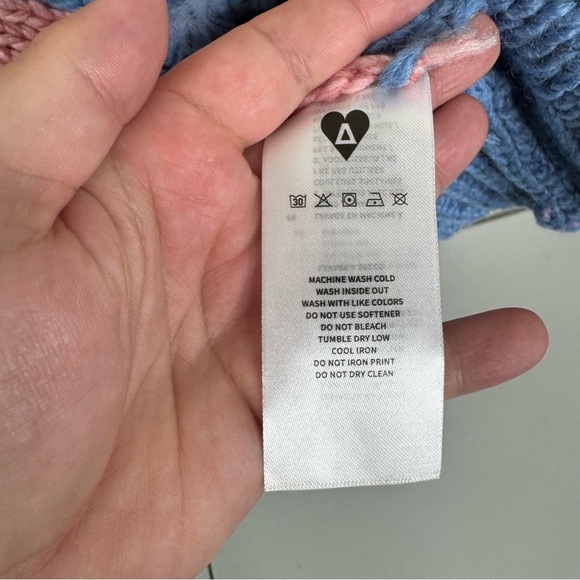 30
MACHINE WASH COLD
WASH INSIDE OUT
WASH WITH LIKE COLORS
DO NOT USE SOFTENER
DO NOT BLEACH
TUMBLE DRY LOW
COOL IRON
DO NOT IRON PRINT
DO NOT DRY CLEAN